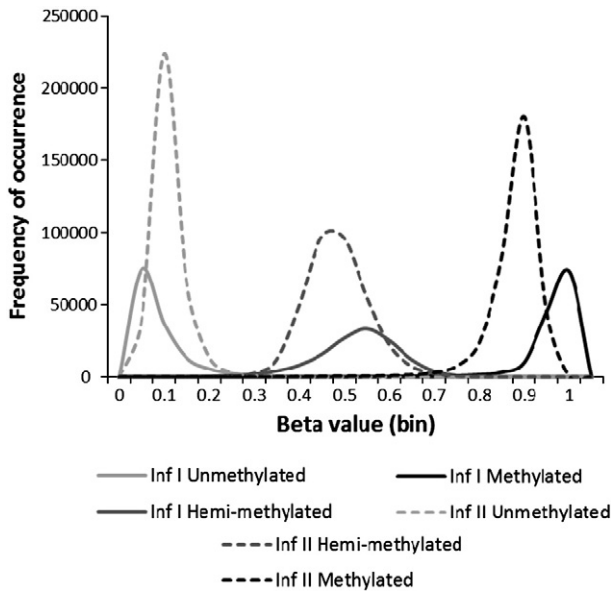 250000
200000
150000
100000
50000
0
Frequency of occurrence
0 0.1 0.2 0.3 0.4 0.5 0.6 0.7 0.8 0.9 1
Beta value (bin)
Inf I Unmethylated Inf I Methylated
Inf I Hemi-methylated Inf II Unmethylated
Inf II Hemi-methylated
Inf II Methylated